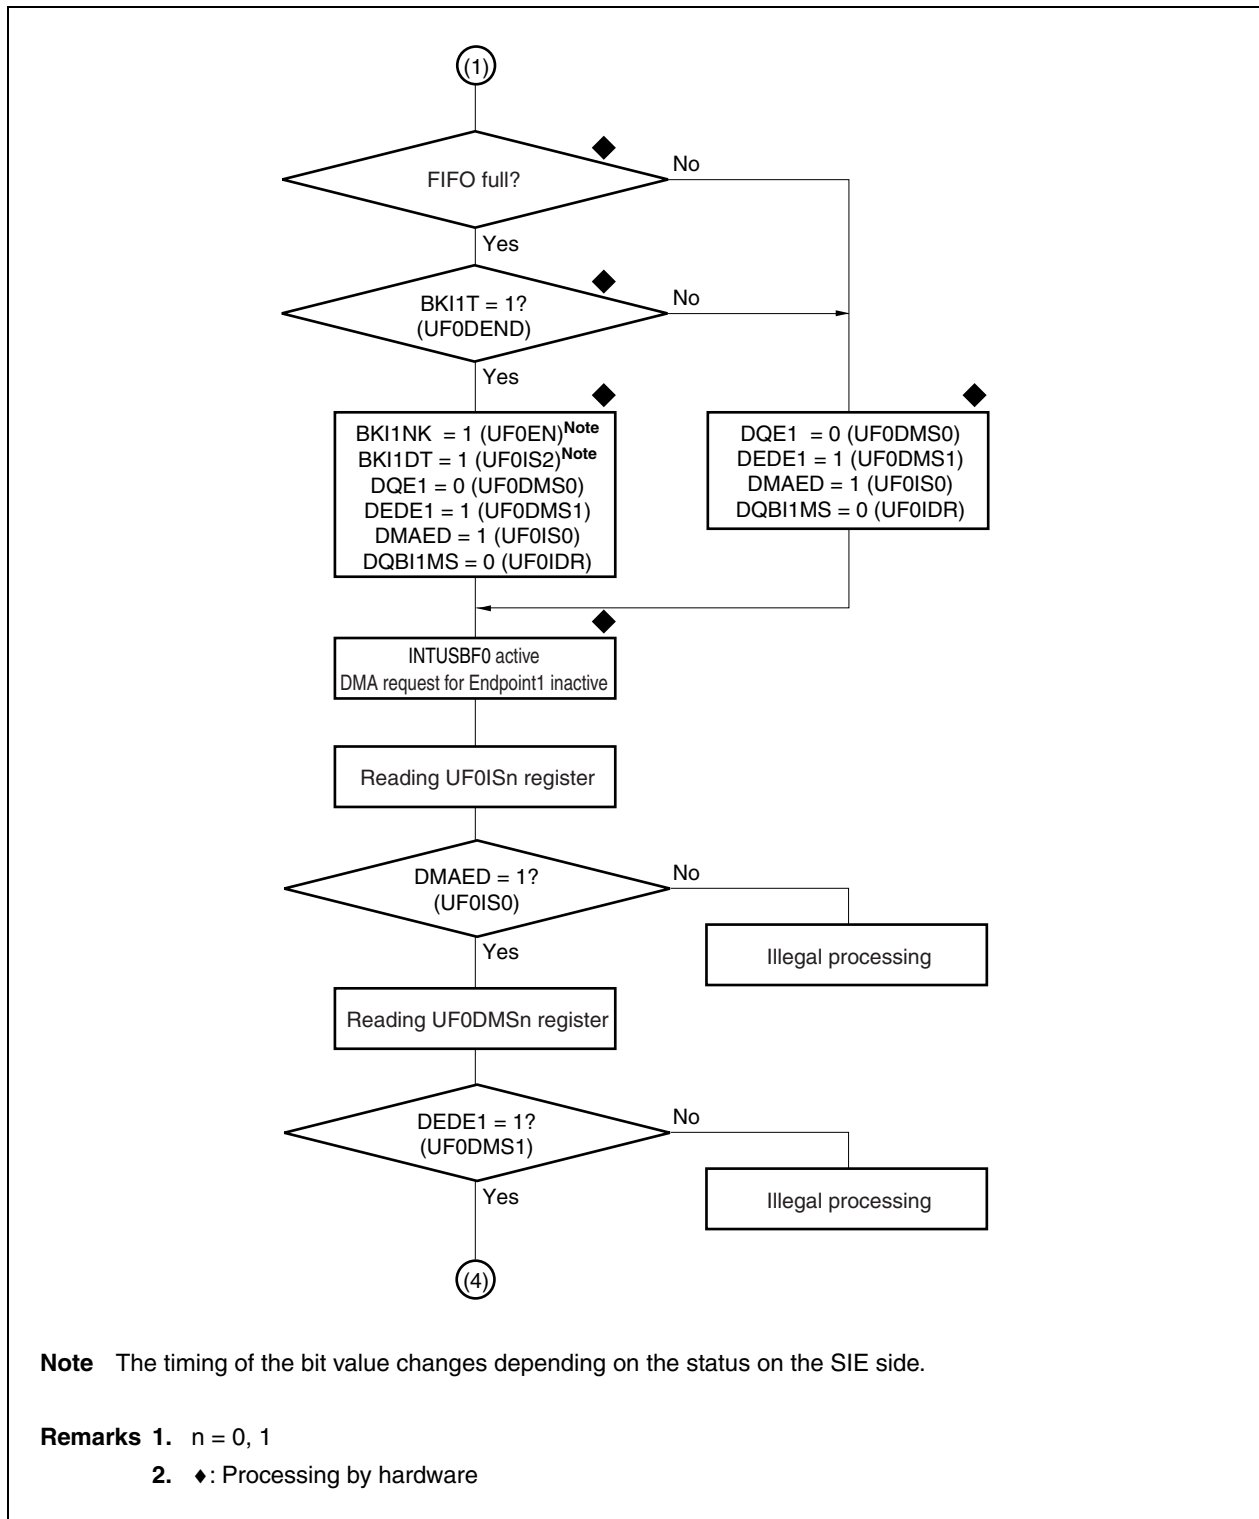 (1)
FIFO full?
No
Yes
BKI1T = 1?
(UF0DEND)
No
Yes
BKI1NK = 1 (UF0EN)Note
BKI1DT = 1 (UF0IS2)Note
DQE1 = 0 (UF0DMS0)
DEDE1 = 1 (UF0DMS1)
DMAED = 1 (UF0IS0)
DQBI1MS = 0 (UF0IDR)
DQE1 = 0 (UF0DMS0)
DEDE1 = 1 (UF0DMS1)
DMAED = 1 (UF0IS0)
DQBI1MS = 0 (UF0IDR)
INTUSBF0 active
DMA request for Endpoint1 inactive
Reading UF0ISn register
DMAED = 1?
(UF0IS0)
No
Yes
Illegal processing
Reading UF0DMSn register
DEDE1 = 1?
(UF0DMS1)
No
Yes
Illegal processing
(4)
Note The timing of the bit value changes depending on the status on the SIE side.
Remarks 1. n = 0, 1
2. ♦: Processing by hardware